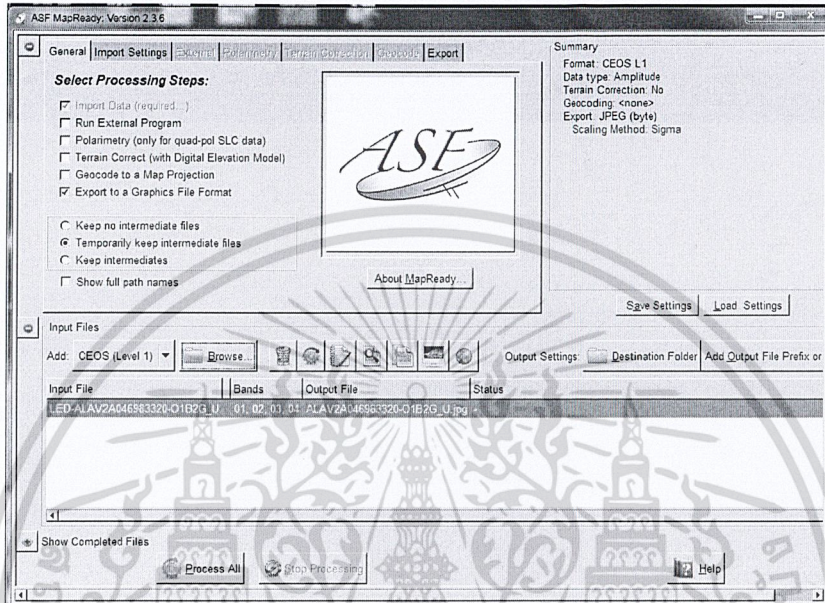 ASF MapReady: Version 2.3.6
General Import Settings External Polarimetry Terrain Correction Geocode Export
Select Processing Steps:
Import Data (required...)
Run External Program
Polarimetry (only for quad-pol SLC data)
Terrain Correct (with Digital Elevation Model)
Geocode to a Map Projection
Export to a Graphics File Format
Keep no intermediate files
Temporarily keep intermediate files
Keep intermediates
Show full path names
ASF
About MapReady...
Summary
Format: CEOS L1
Data type: Amplitude
Terrain Correction: No
Geocoding: <none>
Export: JPEG (byte)
Scaling Method: Sigma
Save Settings Load Settings
Input Files
Add: CEOS (Level 1) Browse... Output Settings: Destination Folder Add Output File Prefix or
Input File Bands Output File Status
LED-ALAV2A046983320-O1B2G_U 01, 02, 03, 04 ALAV2A046983320-O1B2G_U.jpg -
Show Completed Files
Process All Stop Processing Help